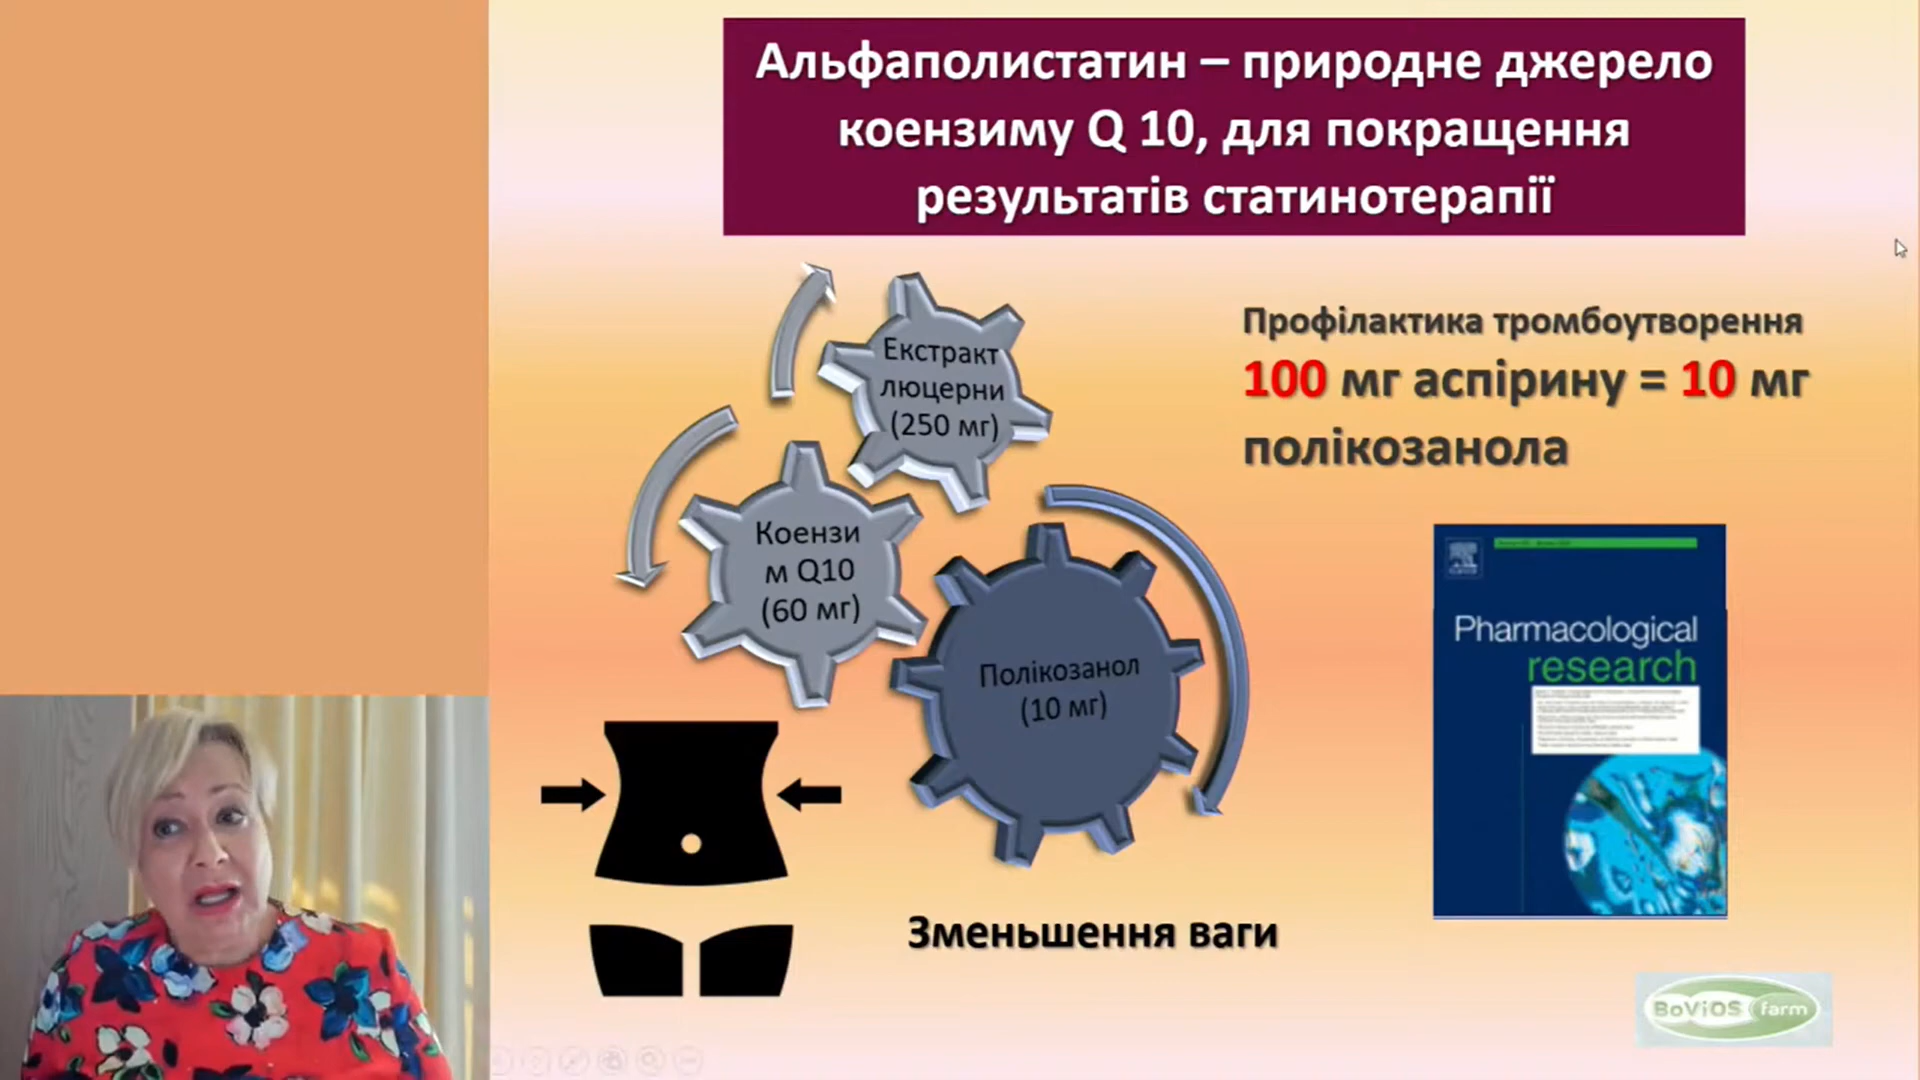 Альфаполистатин – природне джерело
коензиму Q 10, для покращення
результатів статинотерапії
Екстракт
люцерни
(250 мг)
Коензи
м Q10
(60 мг)
Полікозанол
(10 мг)
Профілактика тромбоутворення
100 мг аспірину = 10 мг
полікозанола
Pharmacological
research
Зменьшення ваги
BoViOS farm